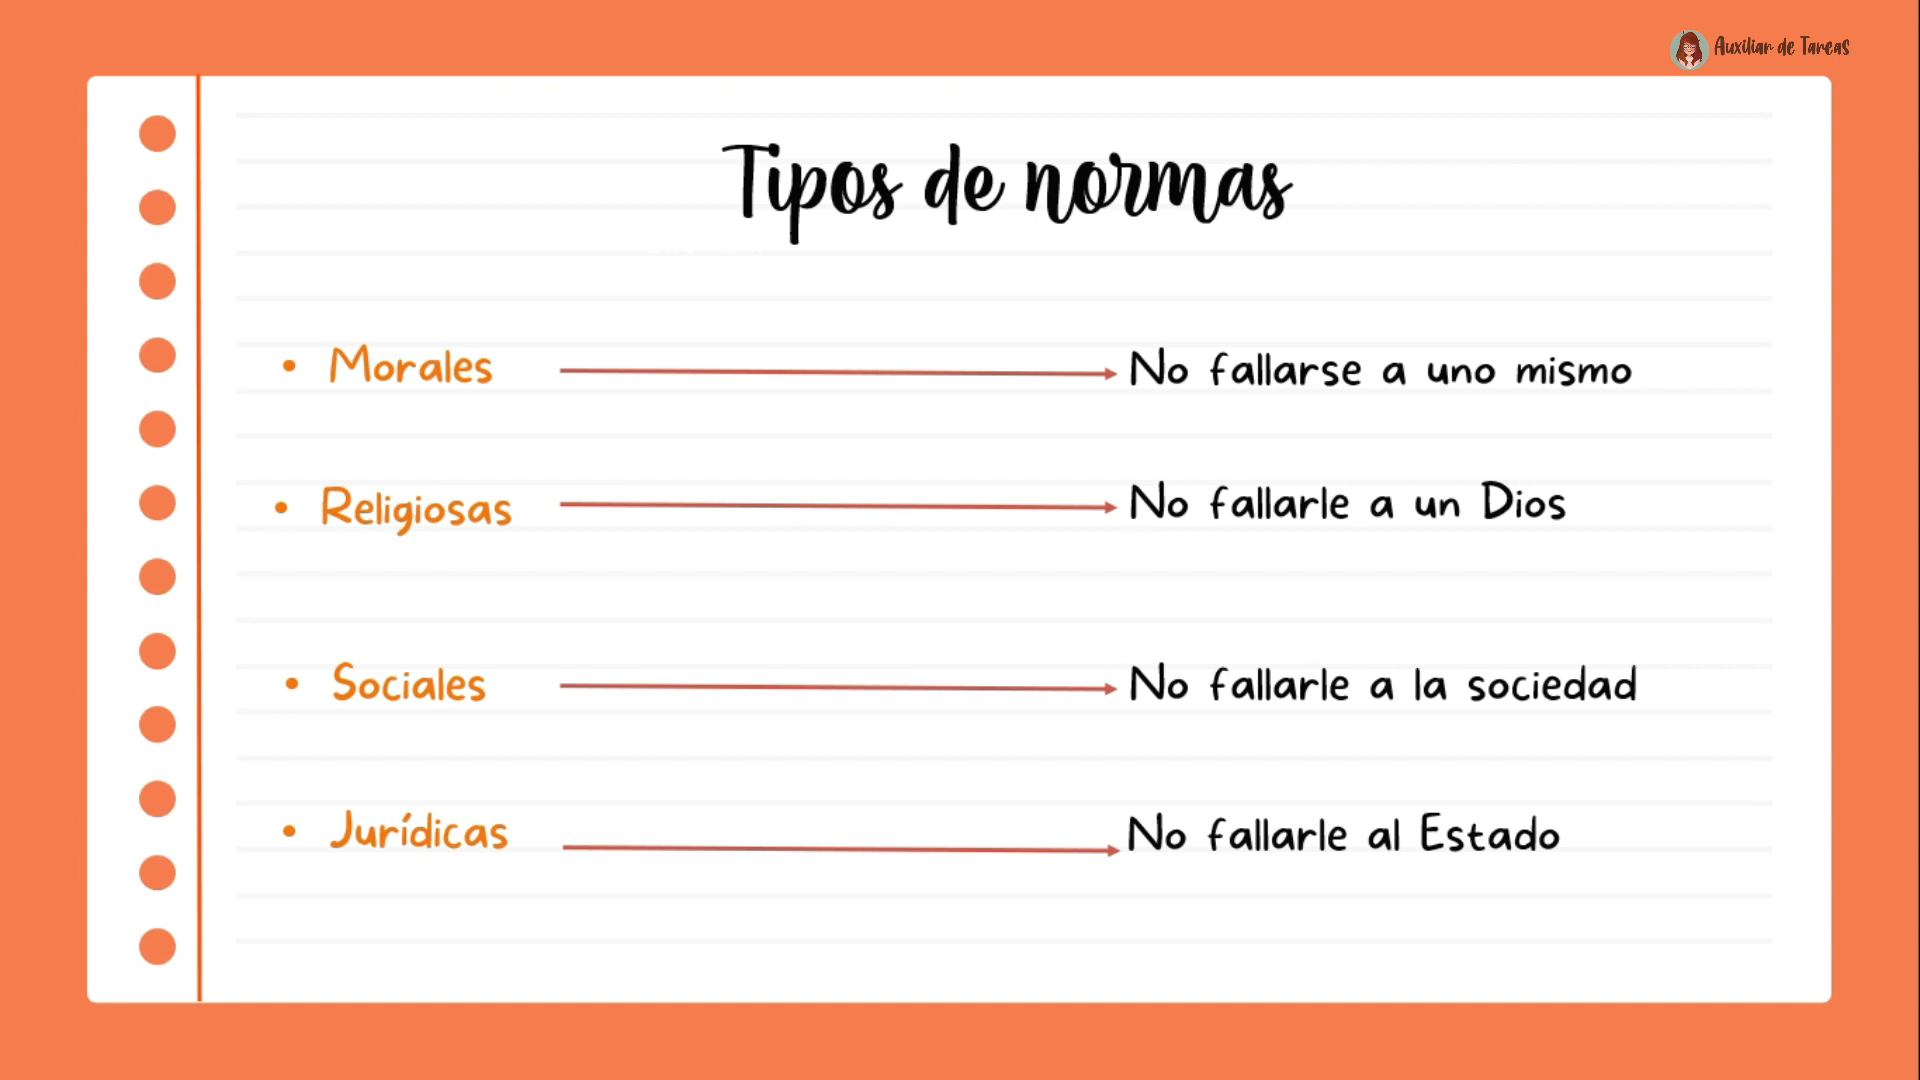 Auxiliar de Tareas
Tipos de normas
• Morales No fallarse a uno mismo
• Religiosas No fallarle a un Dios
• Sociales No fallarle a la sociedad
• Jurídicas No fallarle al Estado